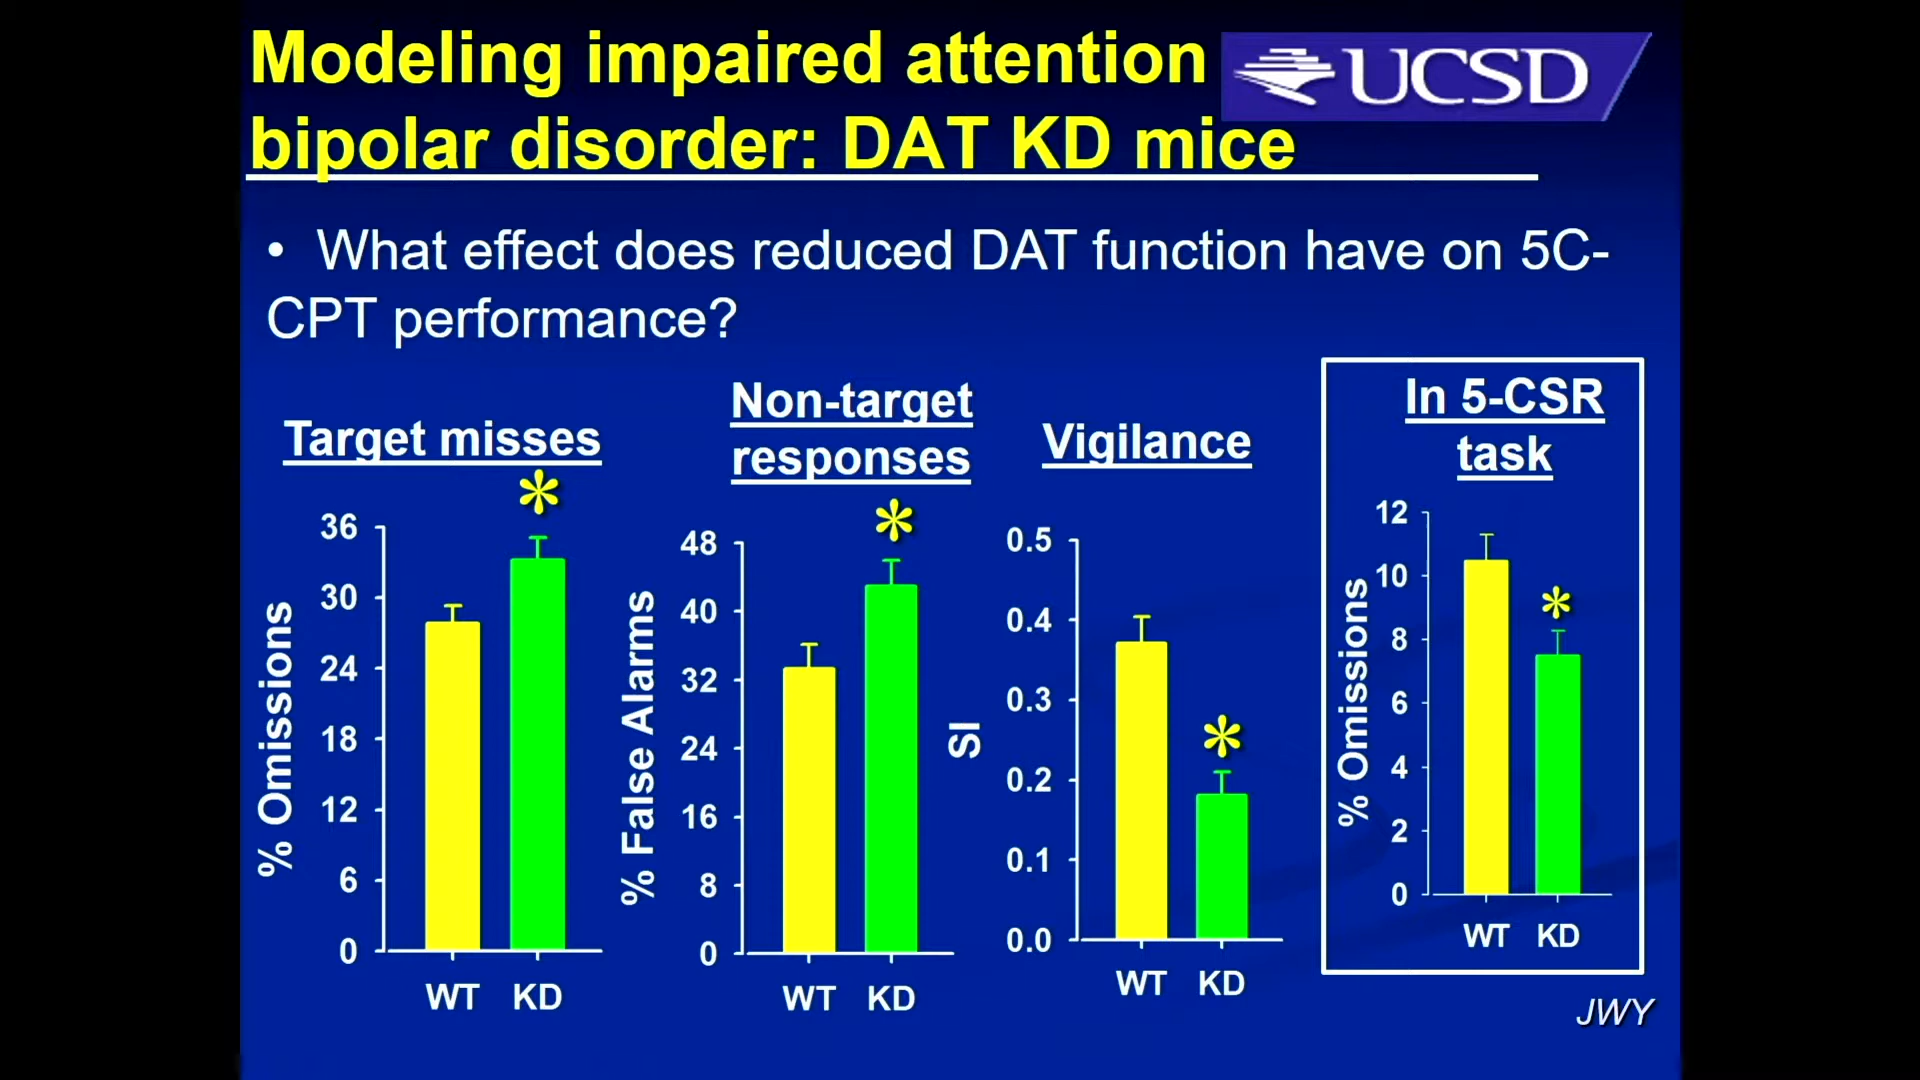 Modeling impaired attention
UCSD
bipolar disorder: DAT KD mice
• What effect does reduced DAT function have on 5C-
CPT performance?
Target misses
*
% Omissions
36
30
24
18
12
6
0
WT KD
Non-target
responses
*
% False Alarms
48
40
32
24
16
8
0
WT KD
Vigilance
*
SI
0.5
0.4
0.3
0.2
0.1
0.0
WT KD
In 5-CSR
task
*
% Omissions
12
10
8
6
4
2
0
WT KD
JWY